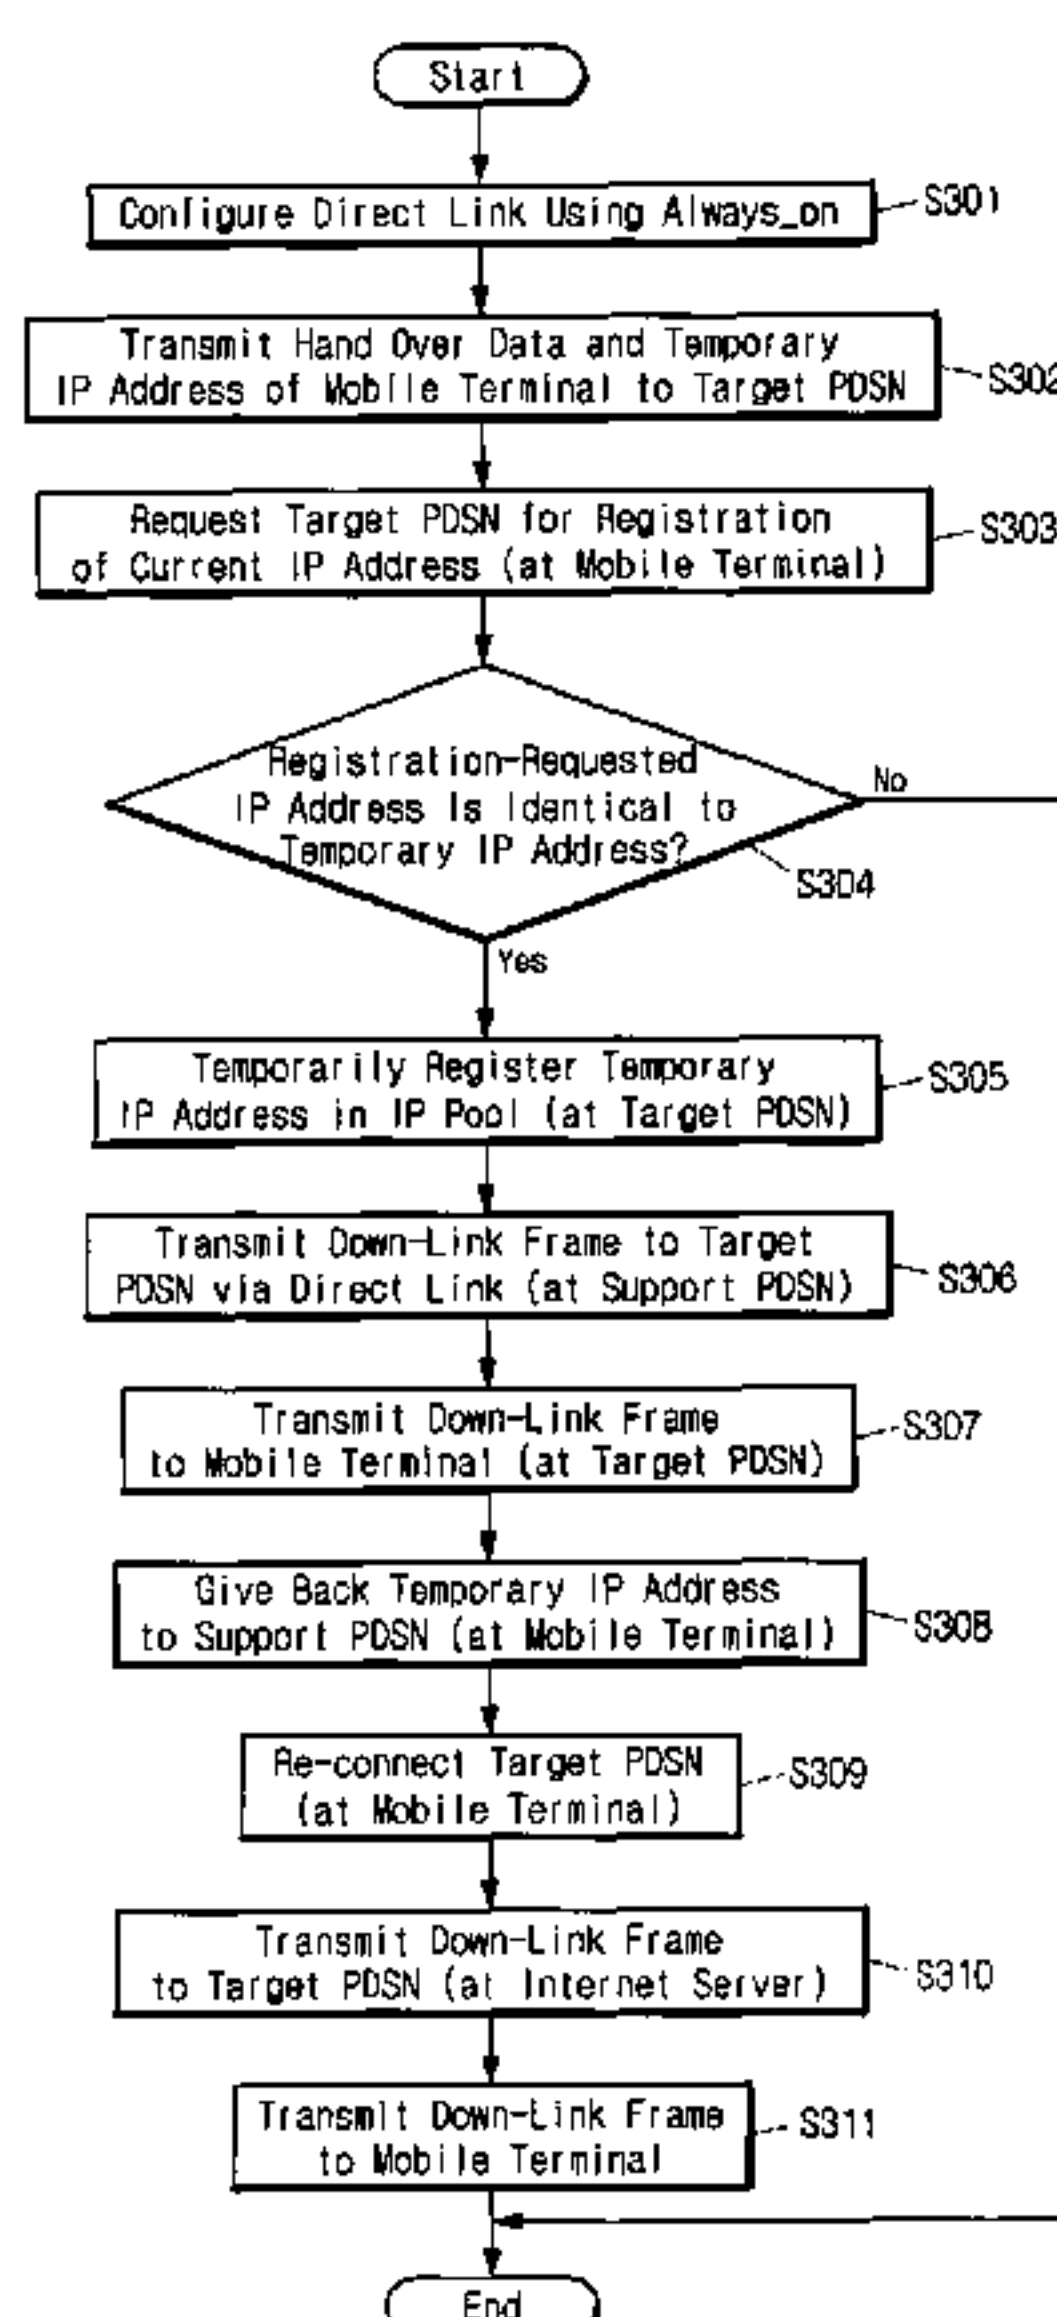 Start
Configure Direct Link Using Always_on
S301
Transmit Hand Over Data and Temporary
IP Address of Mobile Terminal to Target PDSN
S302
Request Target PDSN for Registration
of Current IP Address (at Mobile Terminal)
S303
Registration-Requested
IP Address Is Identical to
Temporary IP Address?
No
S304
Yes
Temporarily Register Temporary
IP Address in IP Pool (at Target PDSN)
S305
Transmit Down-Link Frame to Target
PDSN via Direct Link (at Support PDSN)
S306
Transmit Down-Link Frame
to Mobile Terminal (at Target PDSN)
S307
Give Back Temporary IP Address
to Support PDSN (at Mobile Terminal)
S308
Re-connect Target PDSN
(at Mobile Terminal)
S309
Transmit Down-Link Frame
to Target PDSN (at Internet Server)
S310
Transmit Down-Link Frame
to Mobile Terminal
S311
End